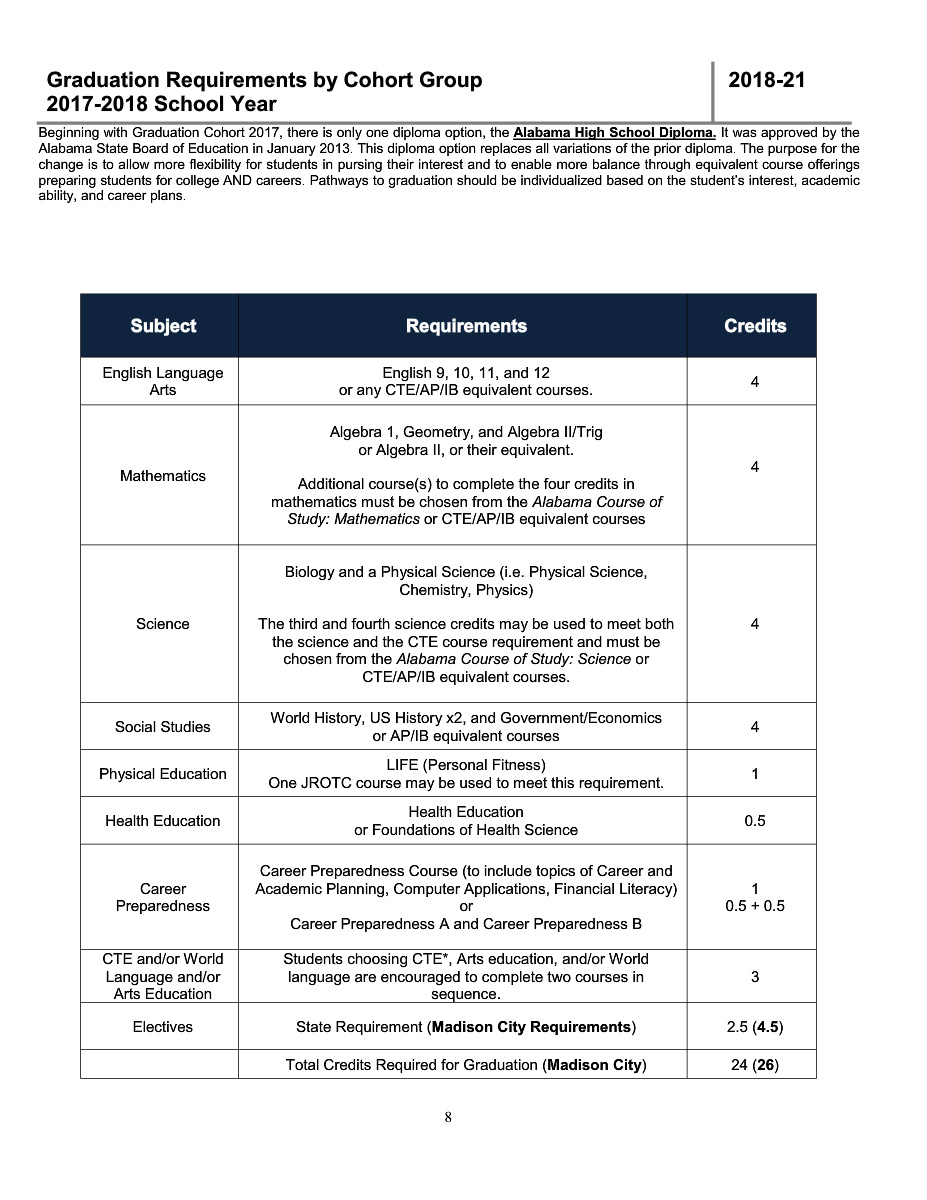 Graduation Requirements by Cohort Group
2017-2018 School Year
2018-21
Beginning with Graduation Cohort 2017, there is only one diploma option, the Alabama High School Diploma. It was approved by the
Alabama State Board of Education in January 2013. This diploma option replaces all variations of the prior diploma. The purpose for the
change is to allow more flexibility for students in pursing their interest and to enable more balance through equivalent course offerings
preparing students for college AND careers. Pathways to graduation should be individualized based on the student's interest, academic
ability, and career plans.
Subject
Requirements
Credits
English Language
Arts
English 9, 10, 11, and 12
or any CTE/AP/IB equivalent courses.
4
Mathematics
Algebra 1, Geometry, and Algebra II/Trig
or Algebra II, or their equivalent.
Additional course(s) to complete the four credits in
mathematics must be chosen from the Alabama Course of
Study: Mathematics or CTE/AP/IB equivalent courses
4
Science
Biology and a Physical Science (i.e. Physical Science,
Chemistry, Physics)
The third and fourth science credits may be used to meet both
the science and the CTE course requirement and must be
chosen from the Alabama Course of Study: Science or
CTE/AP/IB equivalent courses.
4
Social Studies
World History, US History x2, and Government/Economics
or AP/IB equivalent courses
4
Physical Education
LIFE (Personal Fitness)
One JROTC course may be used to meet this requirement.
1
Health Education
Health Education
or Foundations of Health Science
0.5
Career
Preparedness
Career Preparedness Course (to include topics of Career and
Academic Planning, Computer Applications, Financial Literacy)
or
Career Preparedness A and Career Preparedness B
1
0.5 + 0.5
CTE and/or World
Language and/or
Arts Education
Students choosing CTE*, Arts education, and/or World
language are encouraged to complete two courses in
sequence.
3
Electives
State Requirement (Madison City Requirements)
2.5 (4.5)
Total Credits Required for Graduation (Madison City)
24 (26)
8